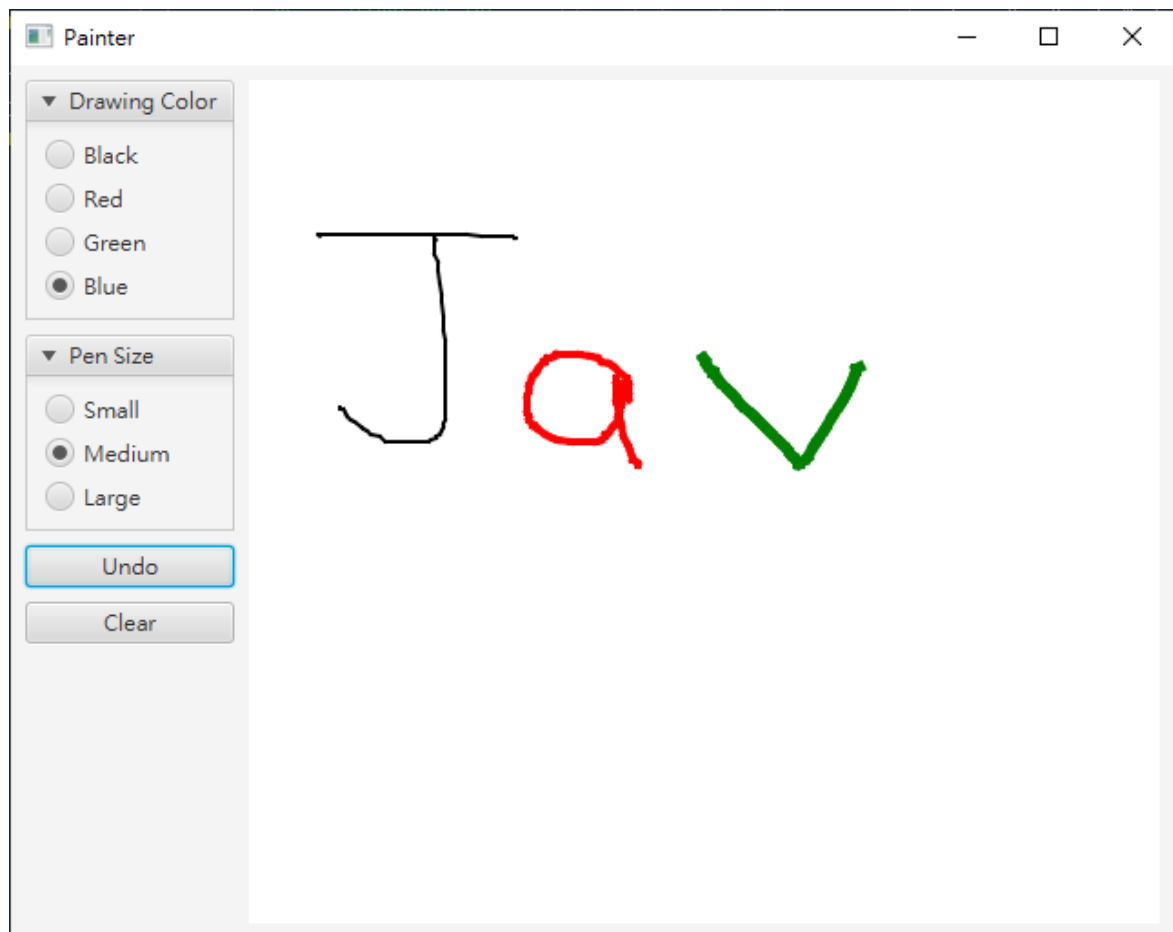 Painter
Drawing Color
Black
Red
Green
Blue
Pen Size
Small
Medium
Large
Undo
Clear
Jav